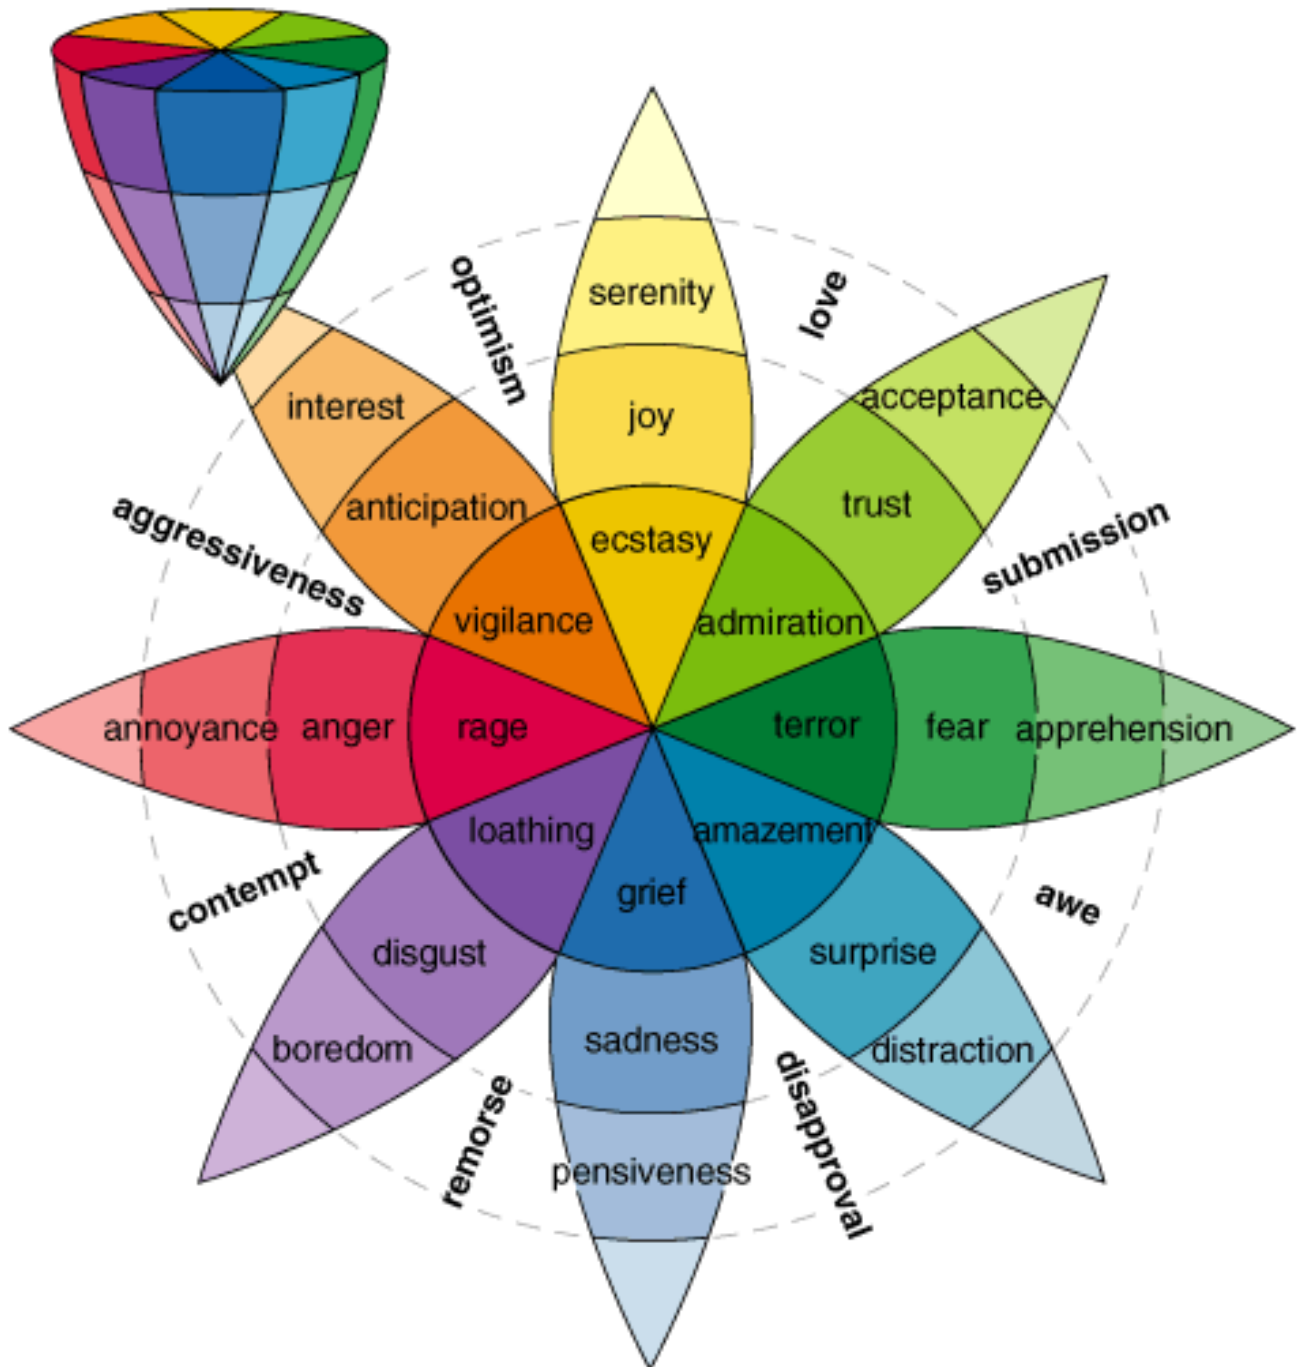 optimism
serenity
love
interest
joy
acceptance
anticipation
trust
aggressiveness
ecstasy
submission
vigilance
admiration
annoyance
anger
rage
terror
fear
apprehension
loathing
amazement
contempt
grief
awe
disgust
surprise
boredom
sadness
distraction
remorse
disapproval
pensiveness